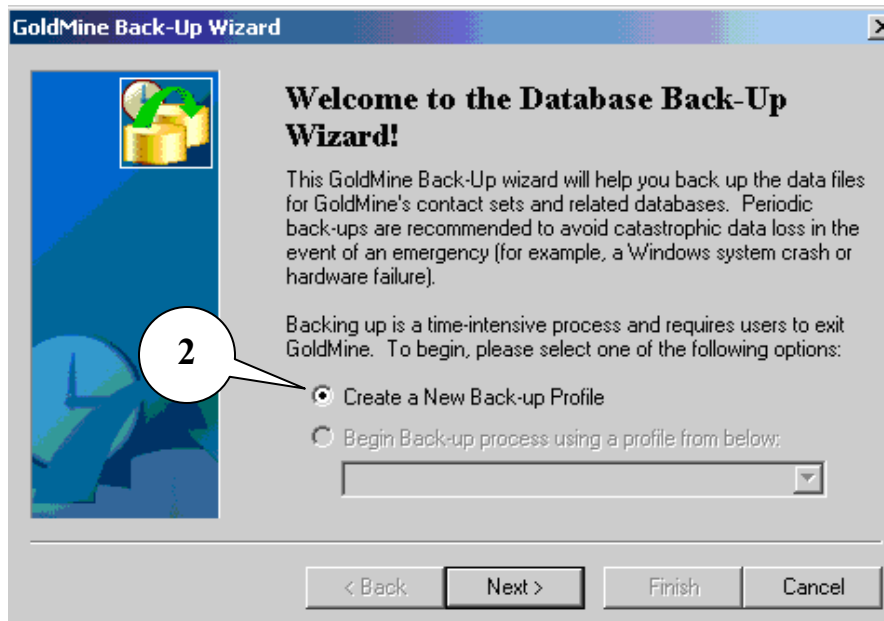 GoldMine Back-Up Wizard
Welcome to the Database Back-Up
Wizard!
This GoldMine Back-Up wizard will help you back up the data files
for GoldMine's contact sets and related databases. Periodic
back-ups are recommended to avoid catastrophic data loss in the
event of an emergency (for example, a Windows system crash or
hardware failure).
Backing up is a time-intensive process and requires users to exit
GoldMine. To begin, please select one of the following options:
2
Create a New Back-up Profile
Begin Back-up process using a profile from below:
< Back
Next >
Finish
Cancel